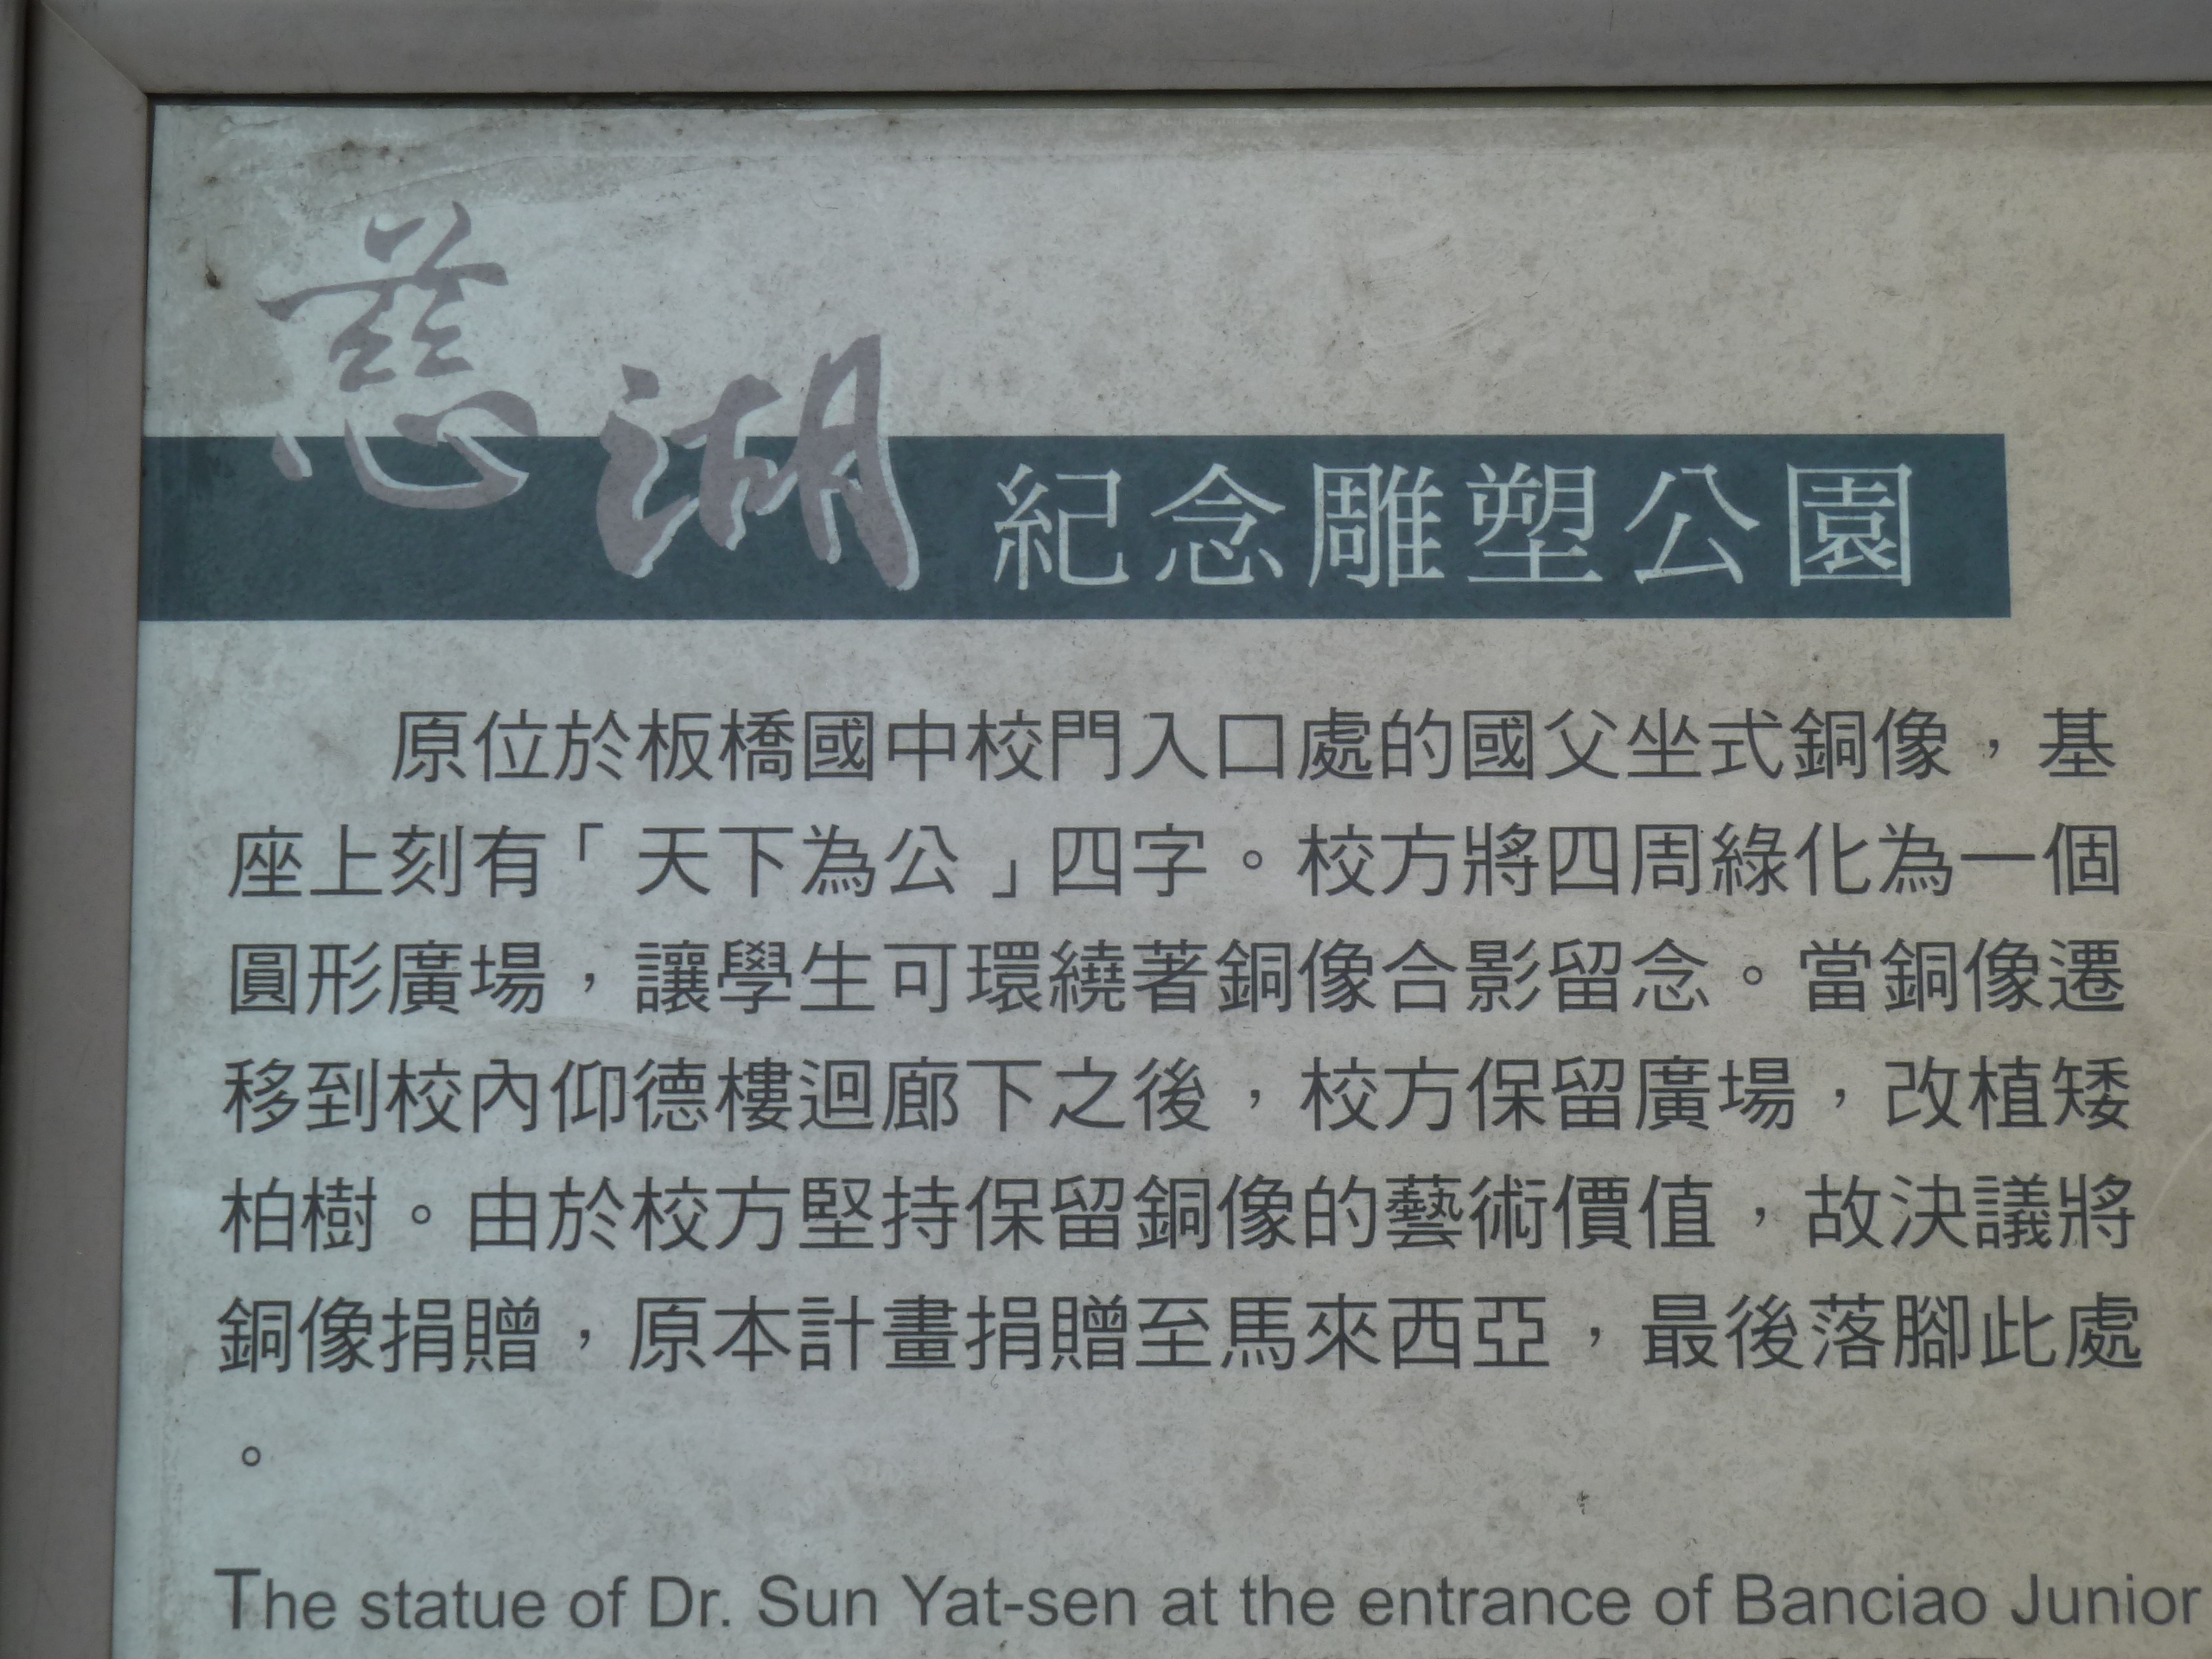 慈湖 紀念雕塑公園
原位於板橋國中校門入口處的國父坐式銅像，基
座上刻有「天下為公」四字。校方將四周綠化為一個
圓形廣場，讓學生可環繞著銅像合影留念。當銅像遷
移到校內仰德樓迴廊下之後，校方保留廣場，改植矮
柏樹。由於校方堅持保留銅像的藝術價值，故決議將
銅像捐贈，原本計畫捐贈至馬來西亞，最後落腳此處
。
The statue of Dr. Sun Yat-sen at the entrance of Banciao Junior